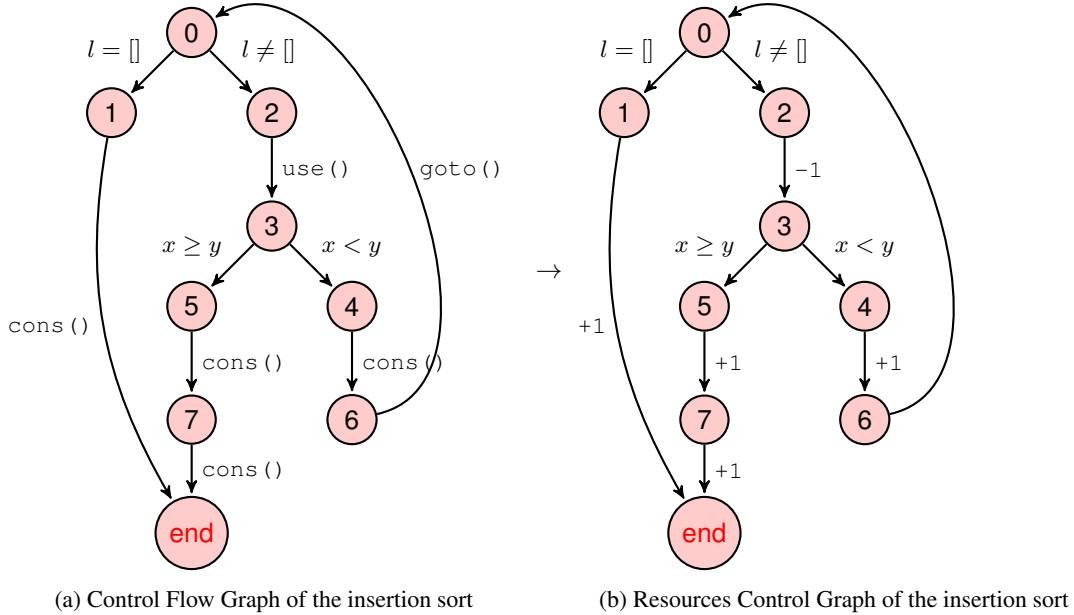 0
l = []
l ≠ []
1
2
use()
goto()
3
x ≥ y
x < y
5
4
cons()
cons()
cons()
7
6
cons()
end
(a) Control Flow Graph of the insertion sort
→
0
l = []
l ≠ []
1
2
-1
3
x ≥ y
x < y
5
4
+1
+1
+1
7
6
+1
end
(b) Resources Control Graph of the insertion sort